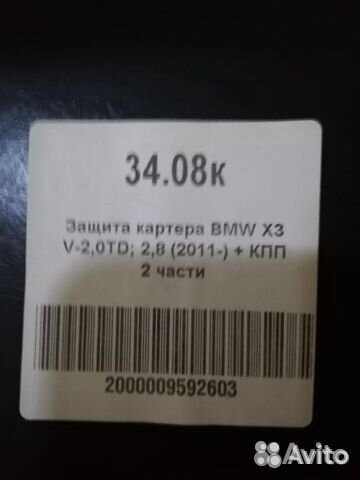 34.08к
Защита картера BMW X3
V-2,0TD; 2,8 (2011-) + КПП
2 части
2000009592603
Avito